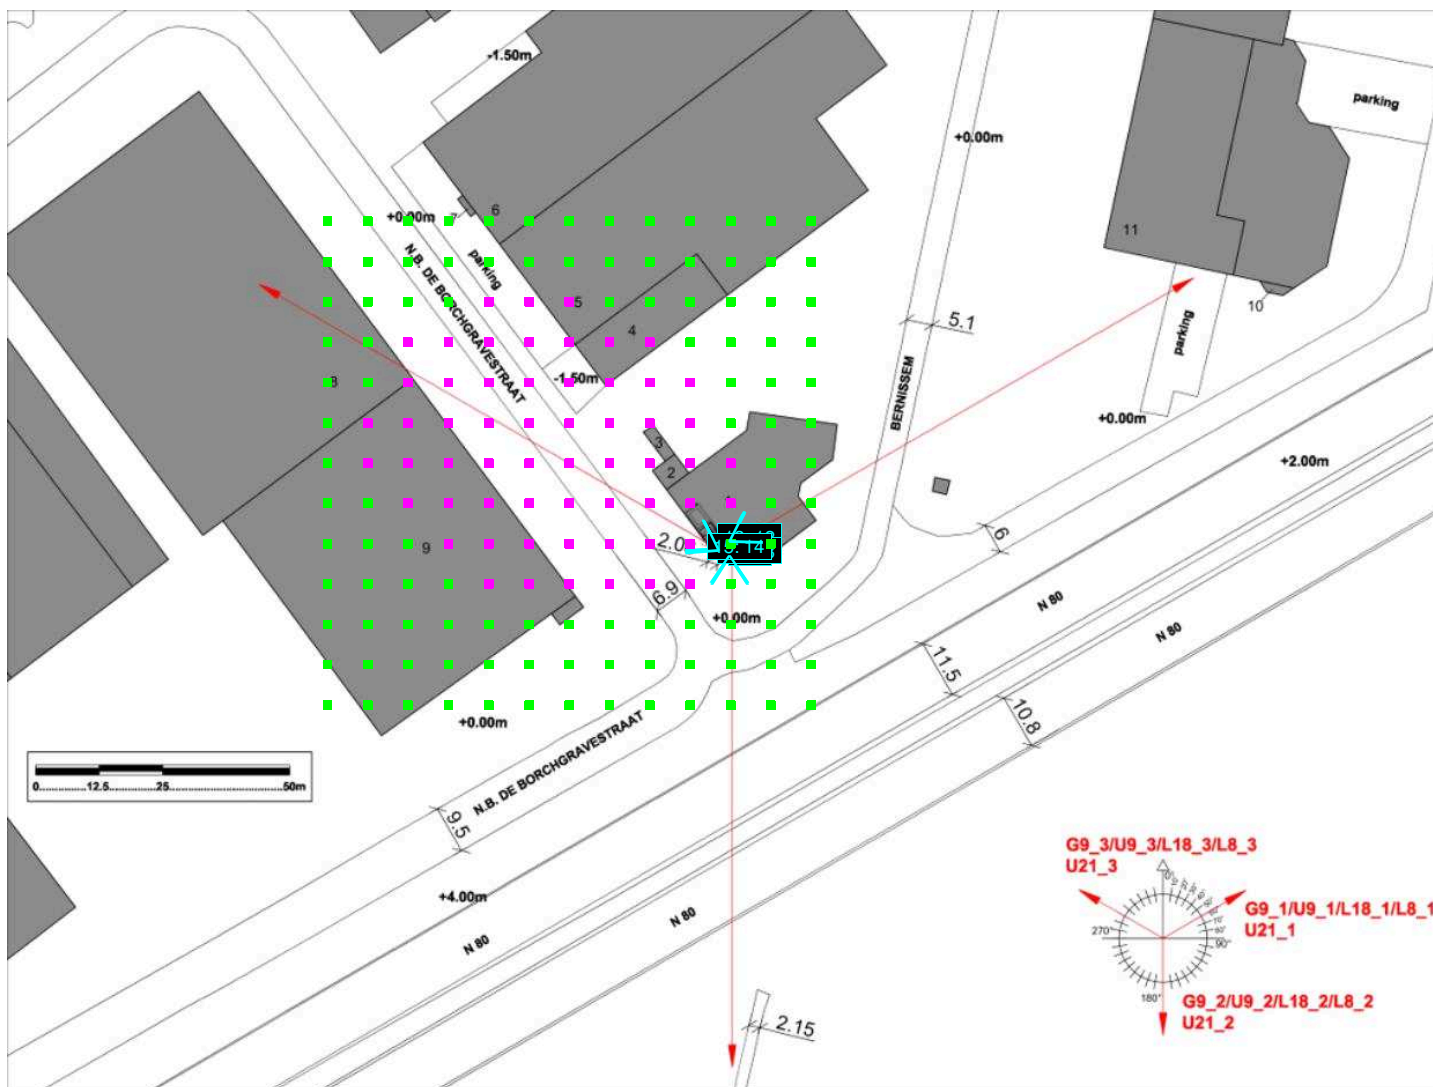 -1.50m
parking
+0.00m
+0.00m
7
6
N.B. DE BORCHGRAVESTRAAT
parking
11
10
5
4
5.1
parking
8
-1.50m
BERNISSEM
+0.00m
3
2
+2.00m
9
2.0
6
6.9
+0.00m
N 80
N 80
11.5
10.8
+0.00m
N.B. DE BORCHGRAVESTRAAT
0
12.5
25
50m
9.5
+4.00m
N 80
N 80
G9_3/U9_3/L18_3/L8_3
U21_3
G9_1/U9_1/L18_1/L8_1
U21_1
270°
90°
180°
G9_2/U9_2/L18_2/L8_2
U21_2
2.15